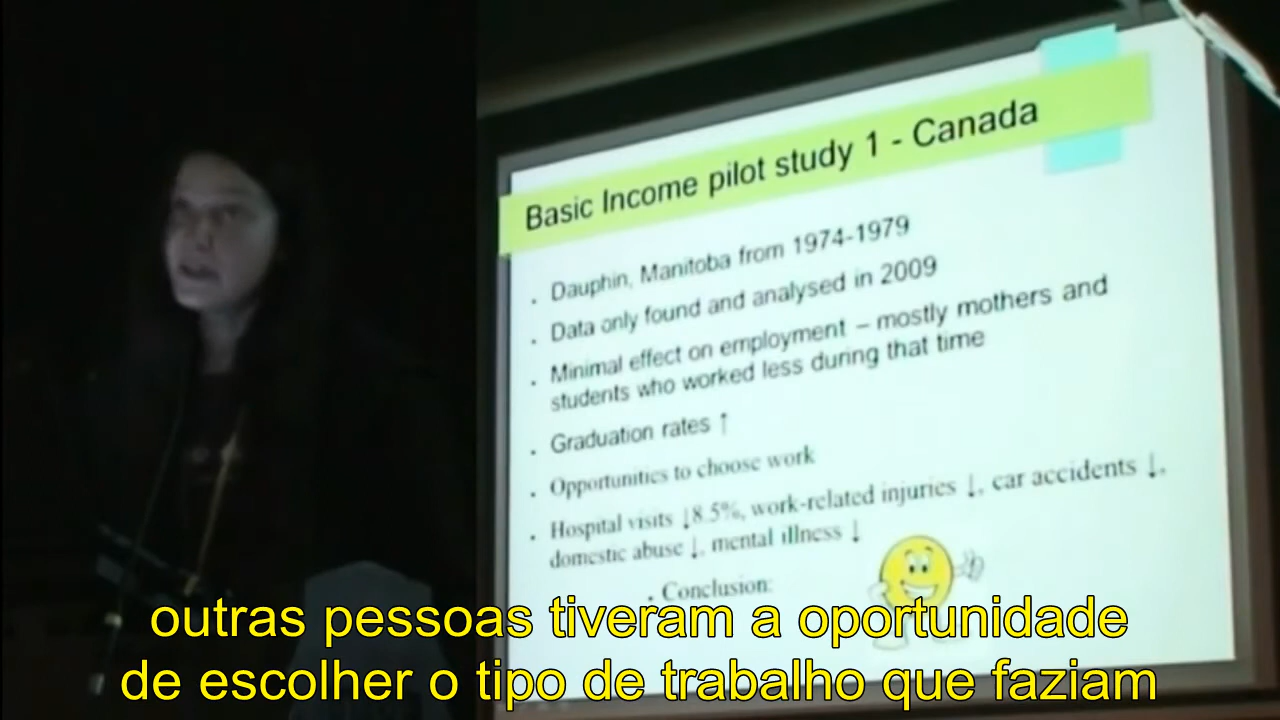 Basic Income pilot study 1 - Canada
. Dauphin, Manitoba from 1974-1979
. Data only found and analysed in 2009
. Minimal effect on employment – mostly mothers and
students who worked less during that time
. Graduation rates ↑
. Opportunities to choose work
. Hospital visits ↓8.5%, work-related injuries ↓, car accidents ↓,
domestic abuse ↓, mental illness ↓
. Conclusion:
outras pessoas tiveram a oportunidade
de escolher o tipo de trabalho que faziam